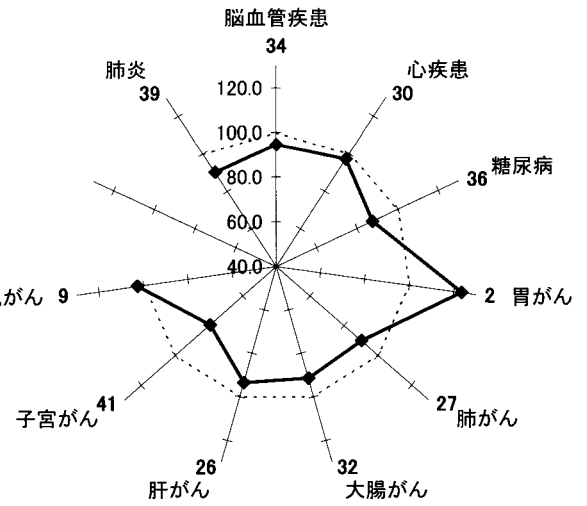 脳血管疾患
34
肺炎
39
心疾患
30
120.0
100.0
80.0
60.0
40.0
糖尿病
36
がん 9
2 胃がん
子宮がん 41
27 肺がん
26
肝がん
32
大腸がん